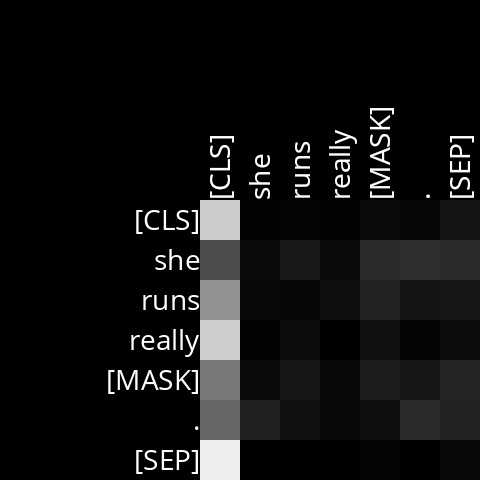 [CLS] she runs really [MASK] . [SEP]
[CLS]
she
runs
really
[MASK]
.
[SEP]